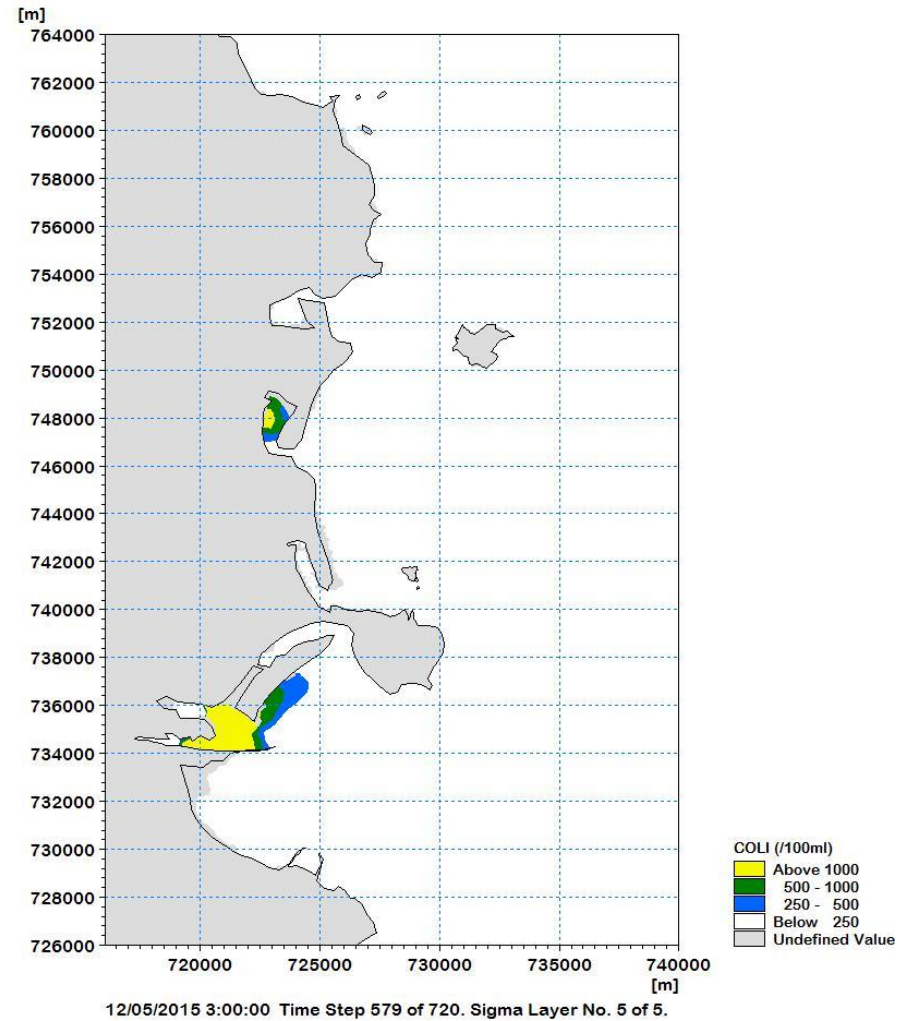 [m]
764000
762000
760000
758000
756000
754000
752000
750000
748000
746000
744000
742000
740000
738000
736000
734000
732000
730000
728000
726000
720000 725000 730000 735000 740000
[m]
COLI (/100ml)
Above 1000
500 - 1000
250 - 500
Below 250
Undefined Value
12/05/2015 3:00:00 Time Step 579 of 720. Sigma Layer No. 5 of 5.